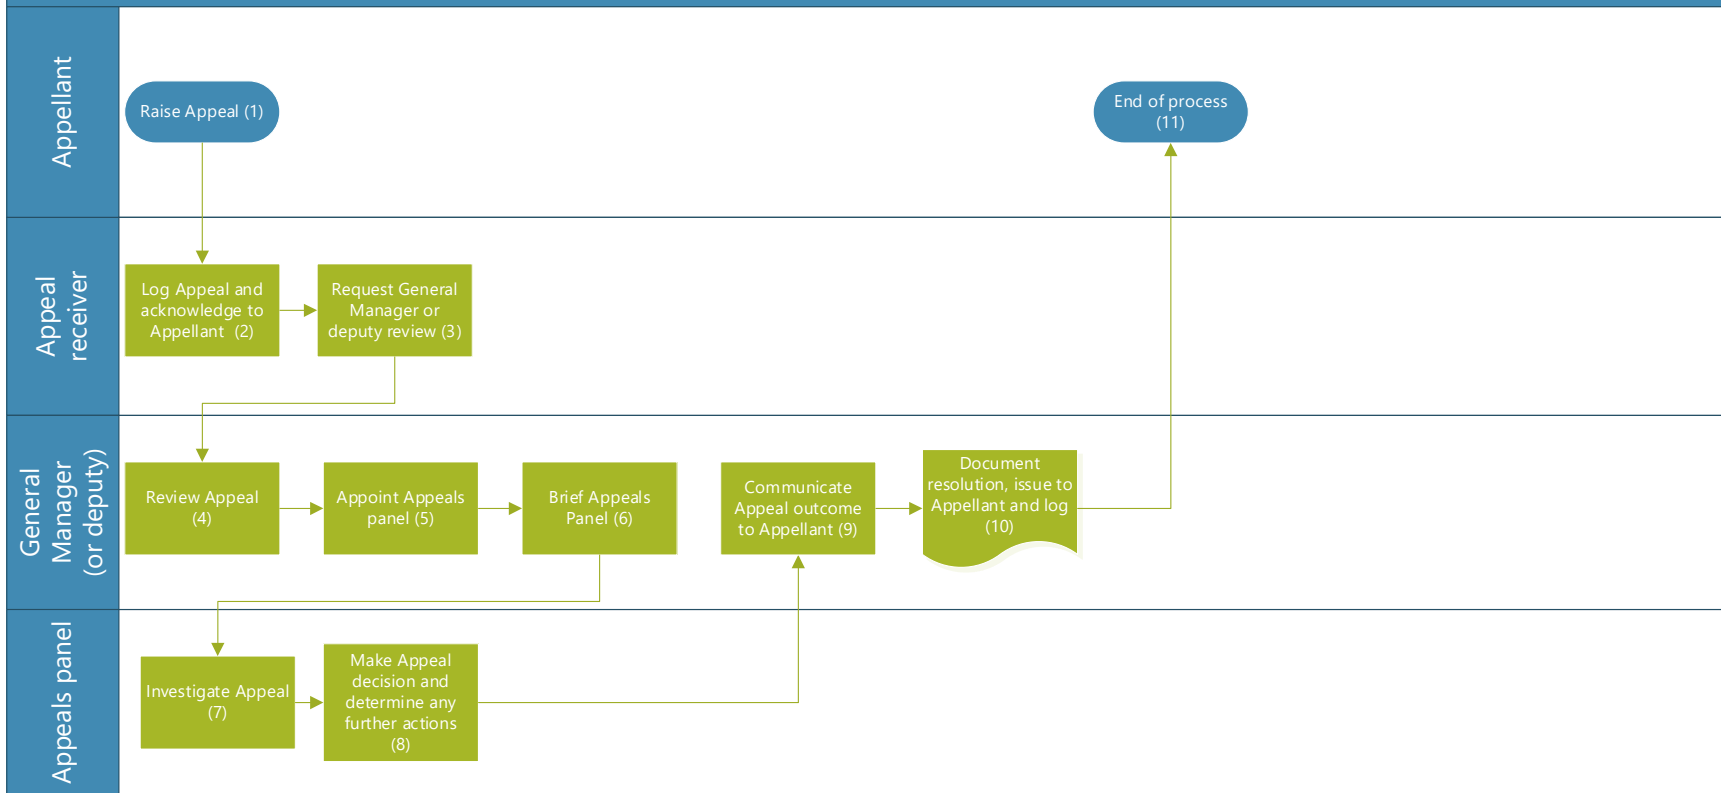 Appellant
Raise Appeal (1)
End of process
(11)
Appeal
receiver
Log Appeal and
acknowledge to
Appellant  (2)
Request General
Manager or
deputy review (3)
General
Manager
(or deputy)
Review Appeal
(4)
Appoint Appeals
panel (5)
Brief Appeals
Panel (6)
Communicate
Appeal outcome
to Appellant (9)
Document
resolution, issue to
Appellant and log
(10)
Appeals panel
Investigate Appeal
(7)
Make Appeal
decision and
determine any
further actions
(8)